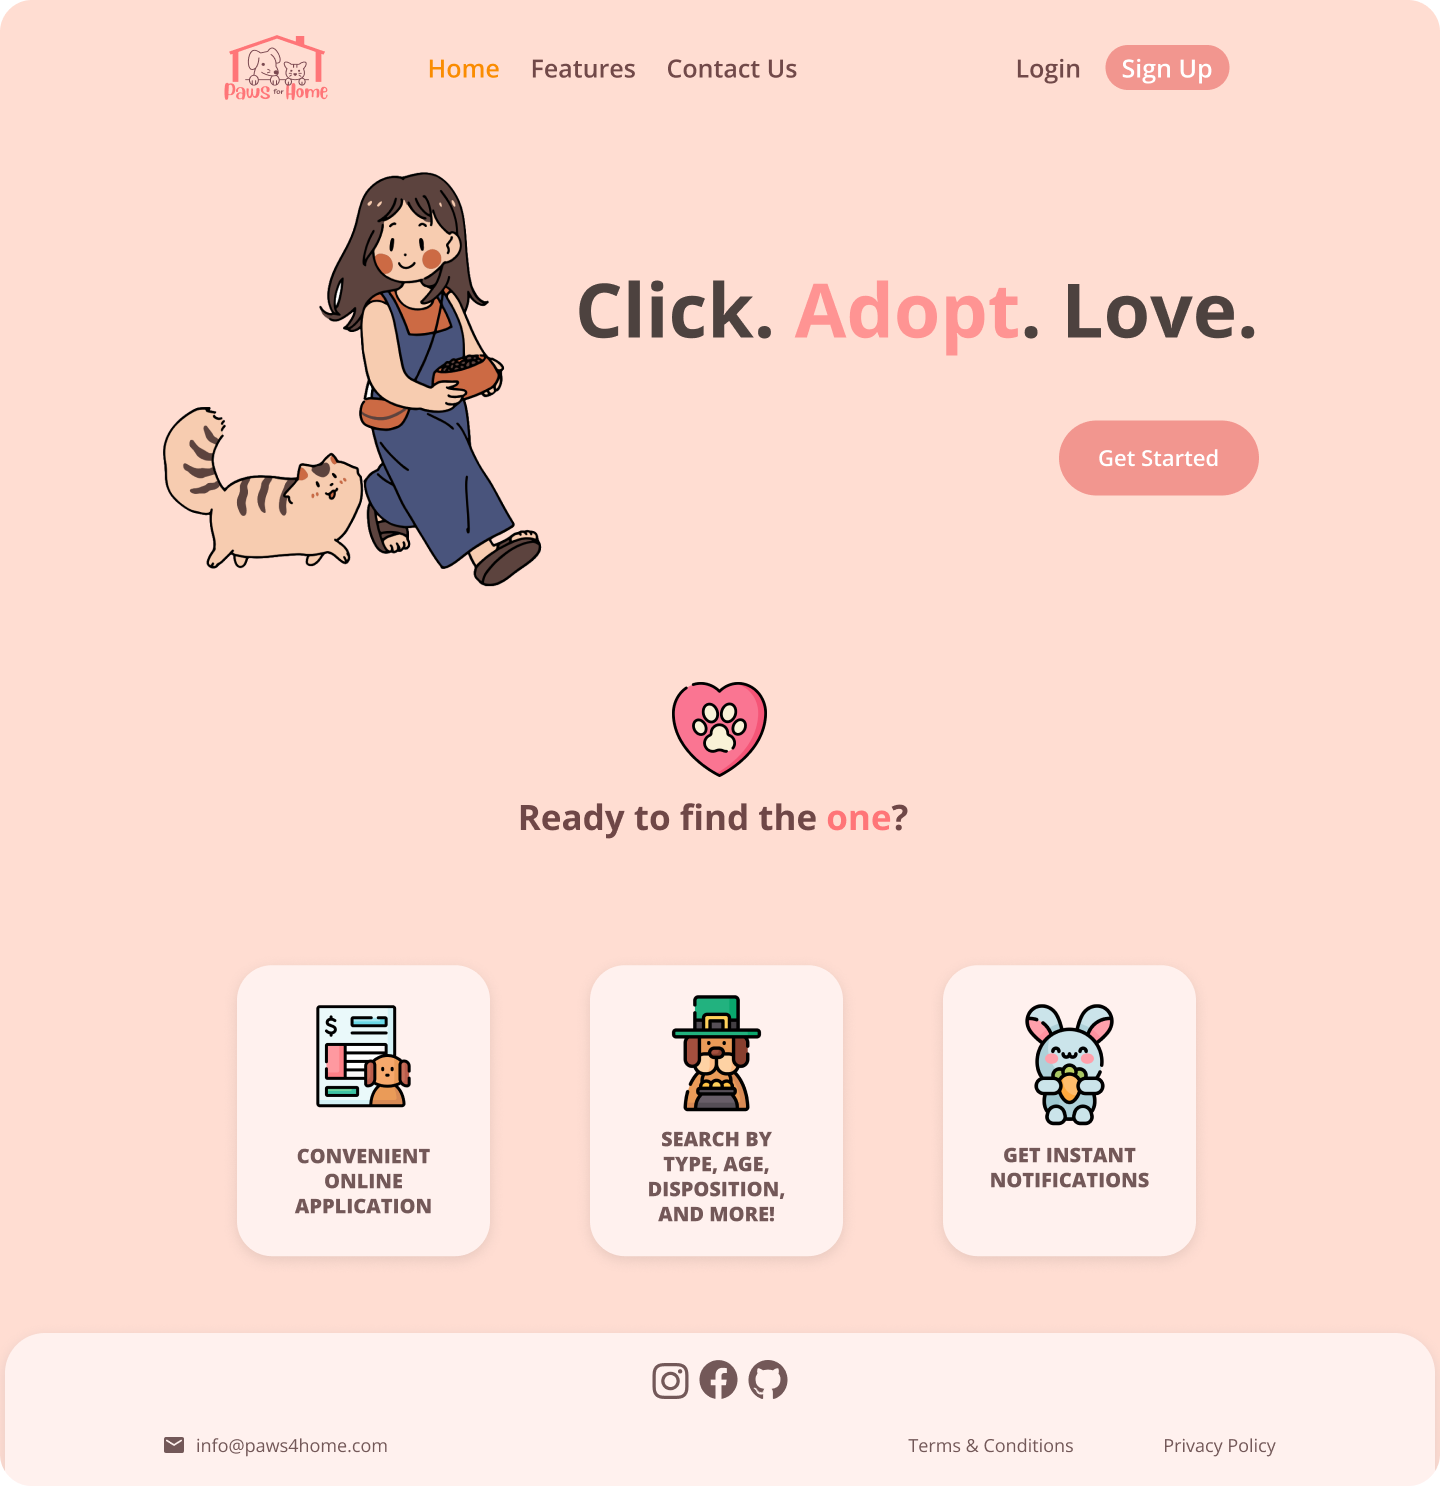 Paws for Home
Home Features Contact Us Login Sign Up
Click. Adopt. Love.
Get Started
Ready to find the one?
$
CONVENIENT
ONLINE
APPLICATION
SEARCH BY
TYPE, AGE,
DISPOSITION,
AND MORE!
GET INSTANT
NOTIFICATIONS
info@paws4home.com Terms & Conditions Privacy Policy